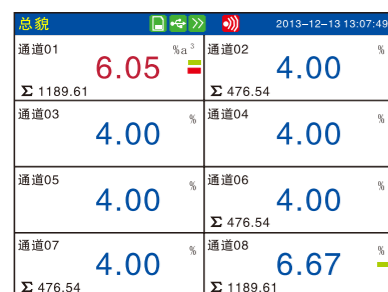 总貌 2013-12-13 13:07:49
通道01 %a³ 通道02 %
6.05 4.00
Σ 1189.61 Σ 476.54
通道03 % 通道04 %
4.00 4.00
通道05 % 通道06 %
4.00 4.00
Σ 476.54
通道07 % 通道08 %
4.00 6.67
Σ 476.54 Σ 1189.61